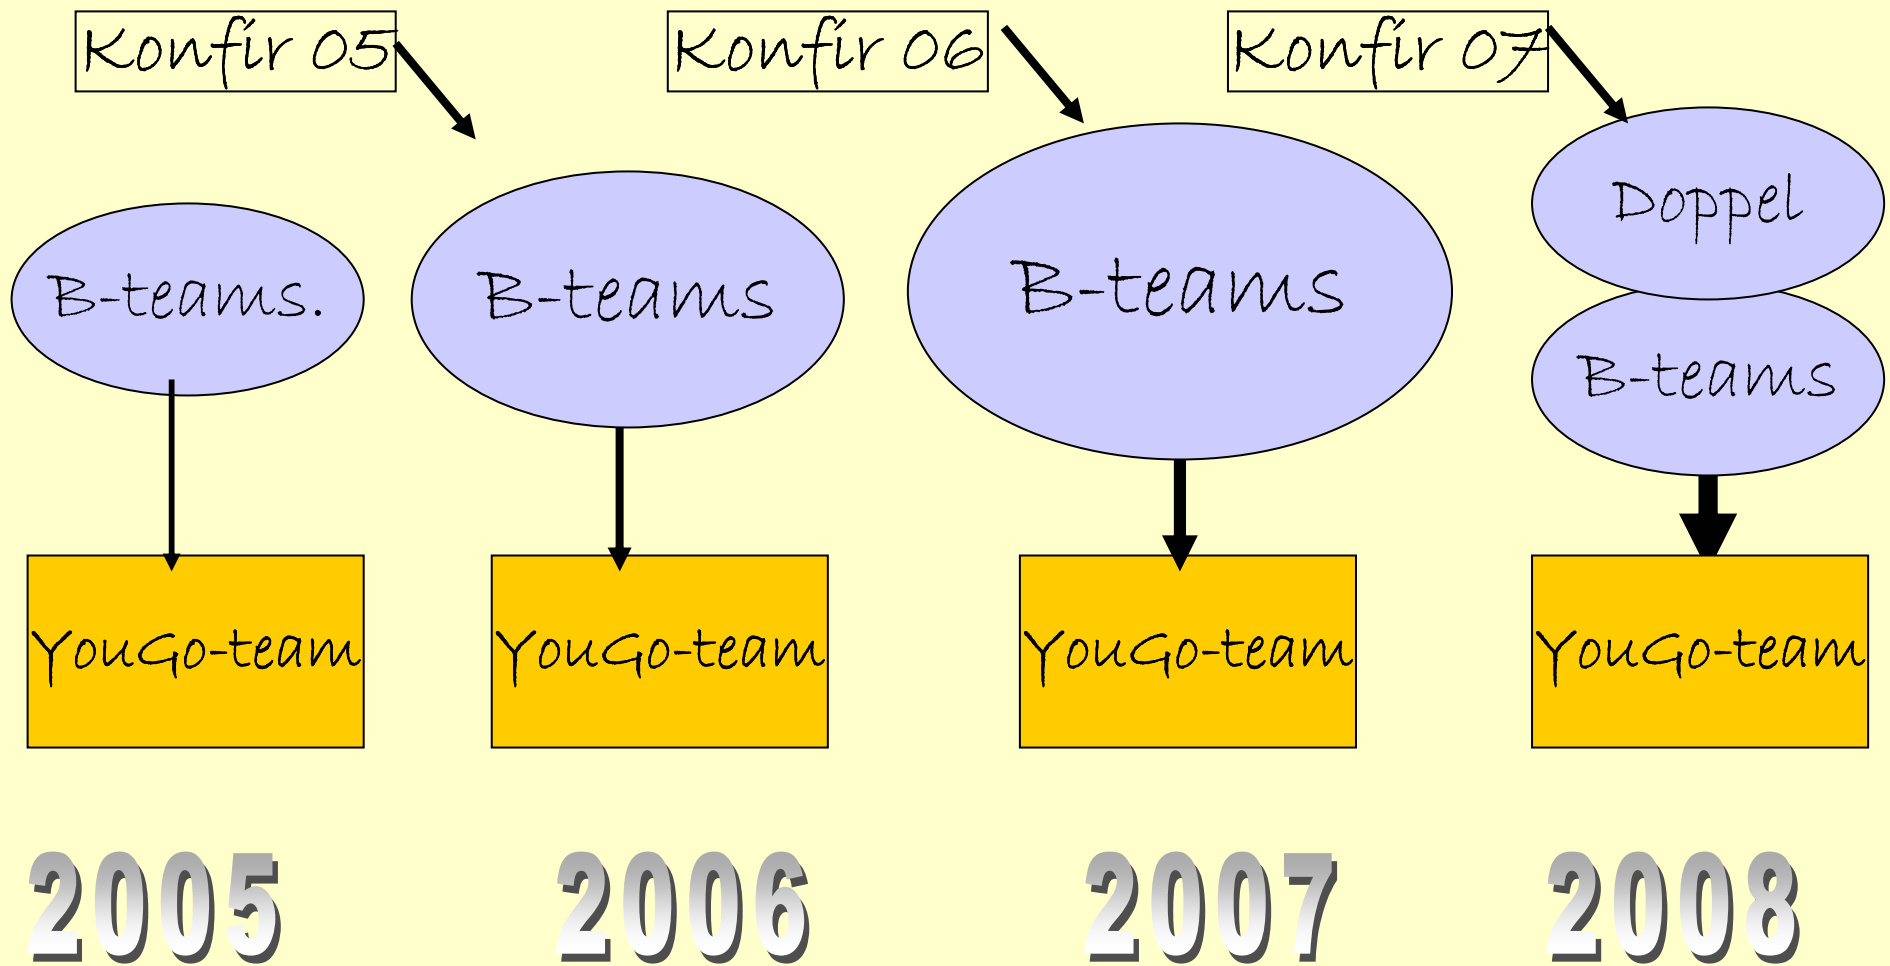 Konfir 05
Konfir 06
Konfir 07
B-teams.
B-teams
B-teams
Doppel
B-teams
YouGo-team
YouGo-team
YouGo-team
YouGo-team
2005
2006
2007
2008